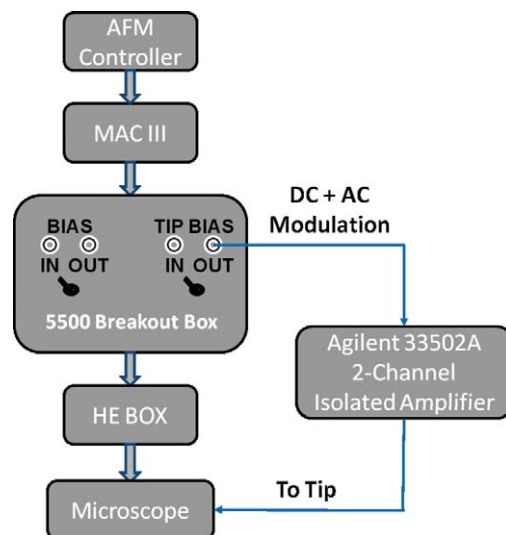 AFM
Controller
MAC III
BIAS
TIP BIAS
IN OUT
IN OUT
5500 Breakout Box
DC + AC
Modulation
Agilent 33502A
2-Channel
Isolated Amplifier
HE BOX
To Tip
Microscope